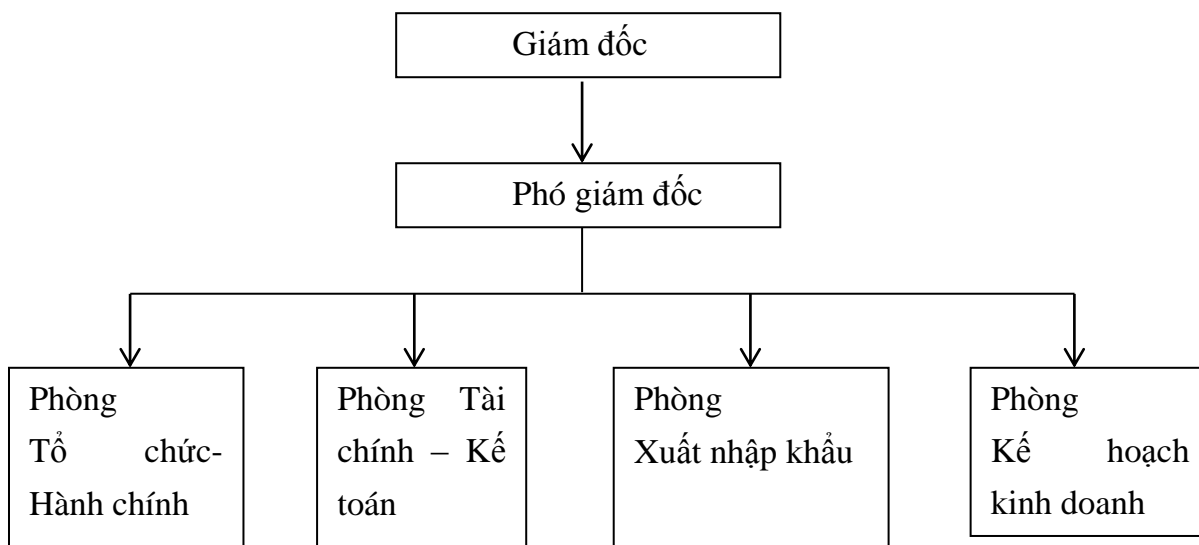 Giám đốc
Phó giám đốc
Phòng
Tổ chức-
Hành chính
Phòng Tài
chính – Kế
toán
Phòng
Xuất nhập khẩu
Phòng
Kế hoạch
kinh doanh